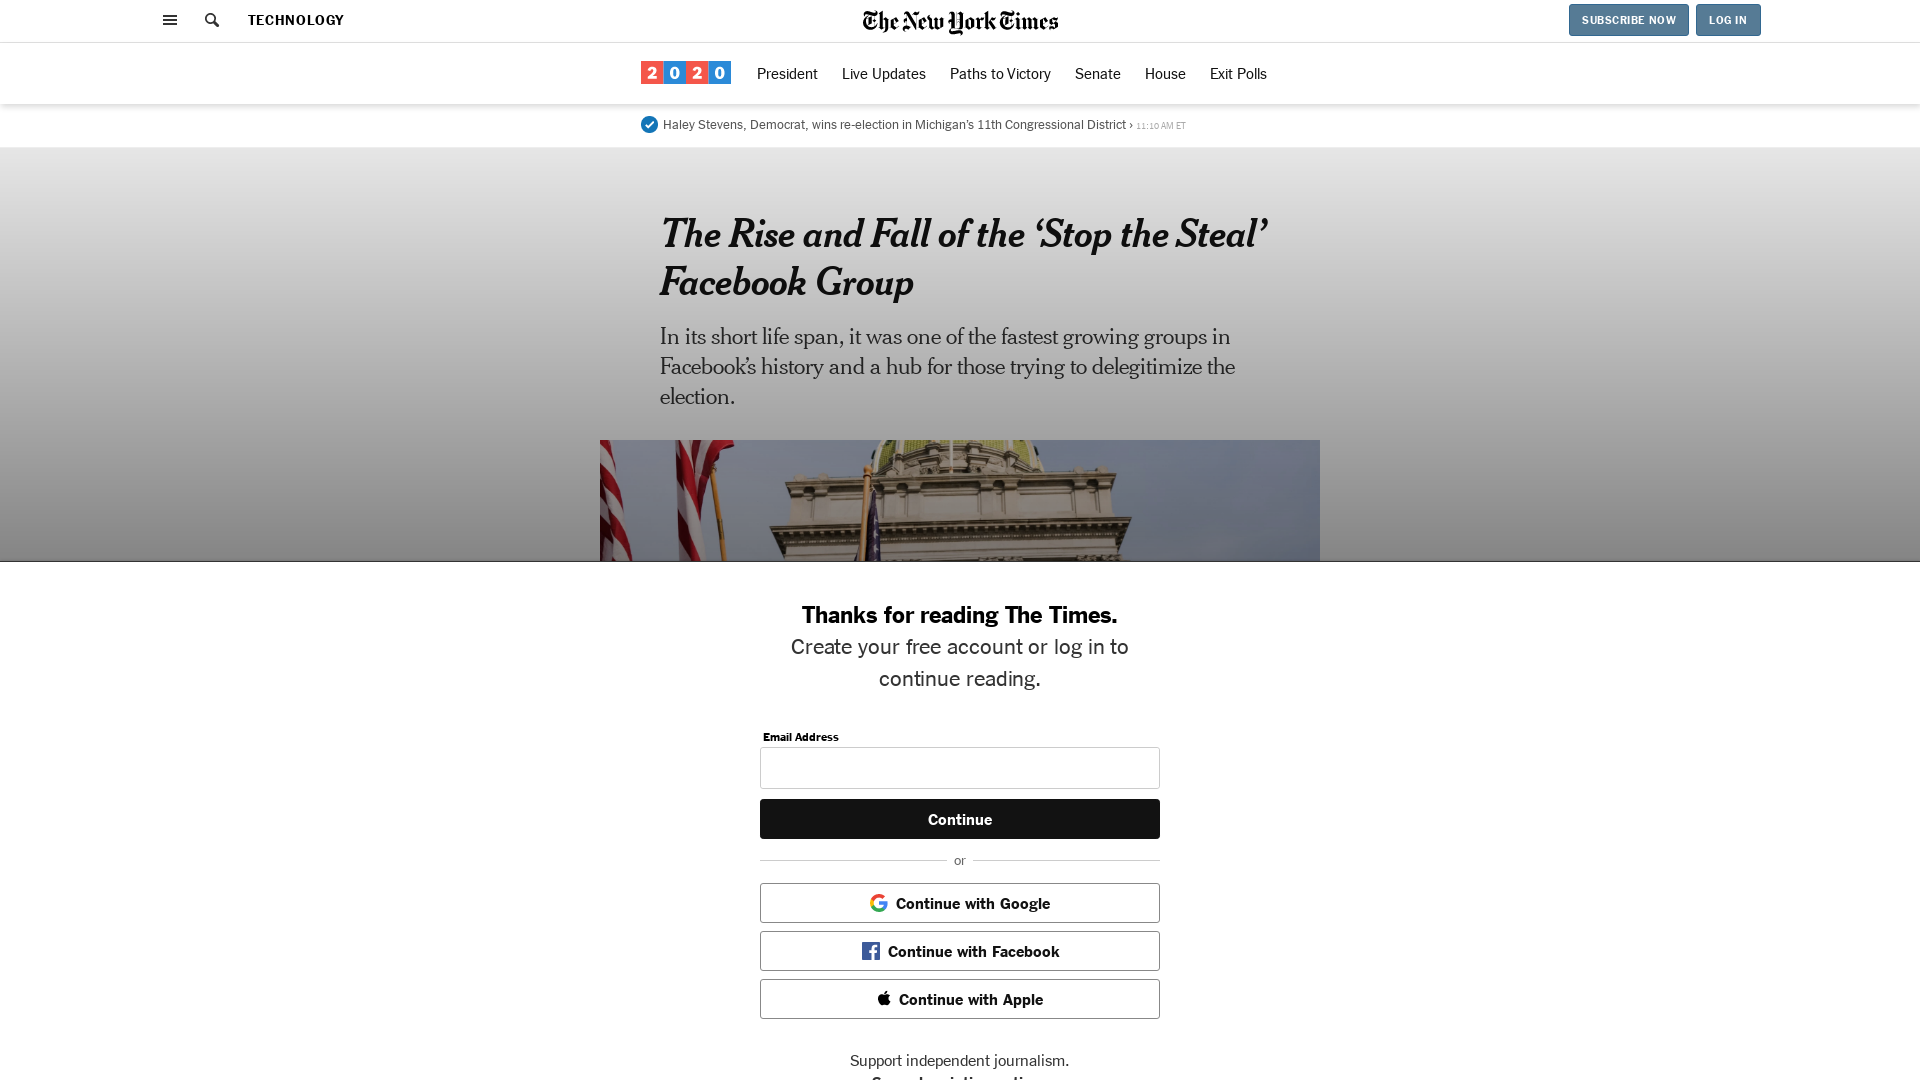 TECHNOLOGY
The New York Times
SUBSCRIBE NOW
LOG IN
2020
President
Live Updates
Paths to Victory
Senate
House
Exit Polls
Haley Stevens, Democrat, wins re-election in Michigan’s 11th Congressional District › 11:10 AM ET
The Rise and Fall of the ‘Stop the Steal’
Facebook Group
In its short life span, it was one of the fastest growing groups in
Facebook’s history and a hub for those trying to delegitimize the
election.
Thanks for reading The Times.
Create your free account or log in to
continue reading.
Email Address
Continue
or
Continue with Google
Continue with Facebook
Continue with Apple
Support independent journalism.